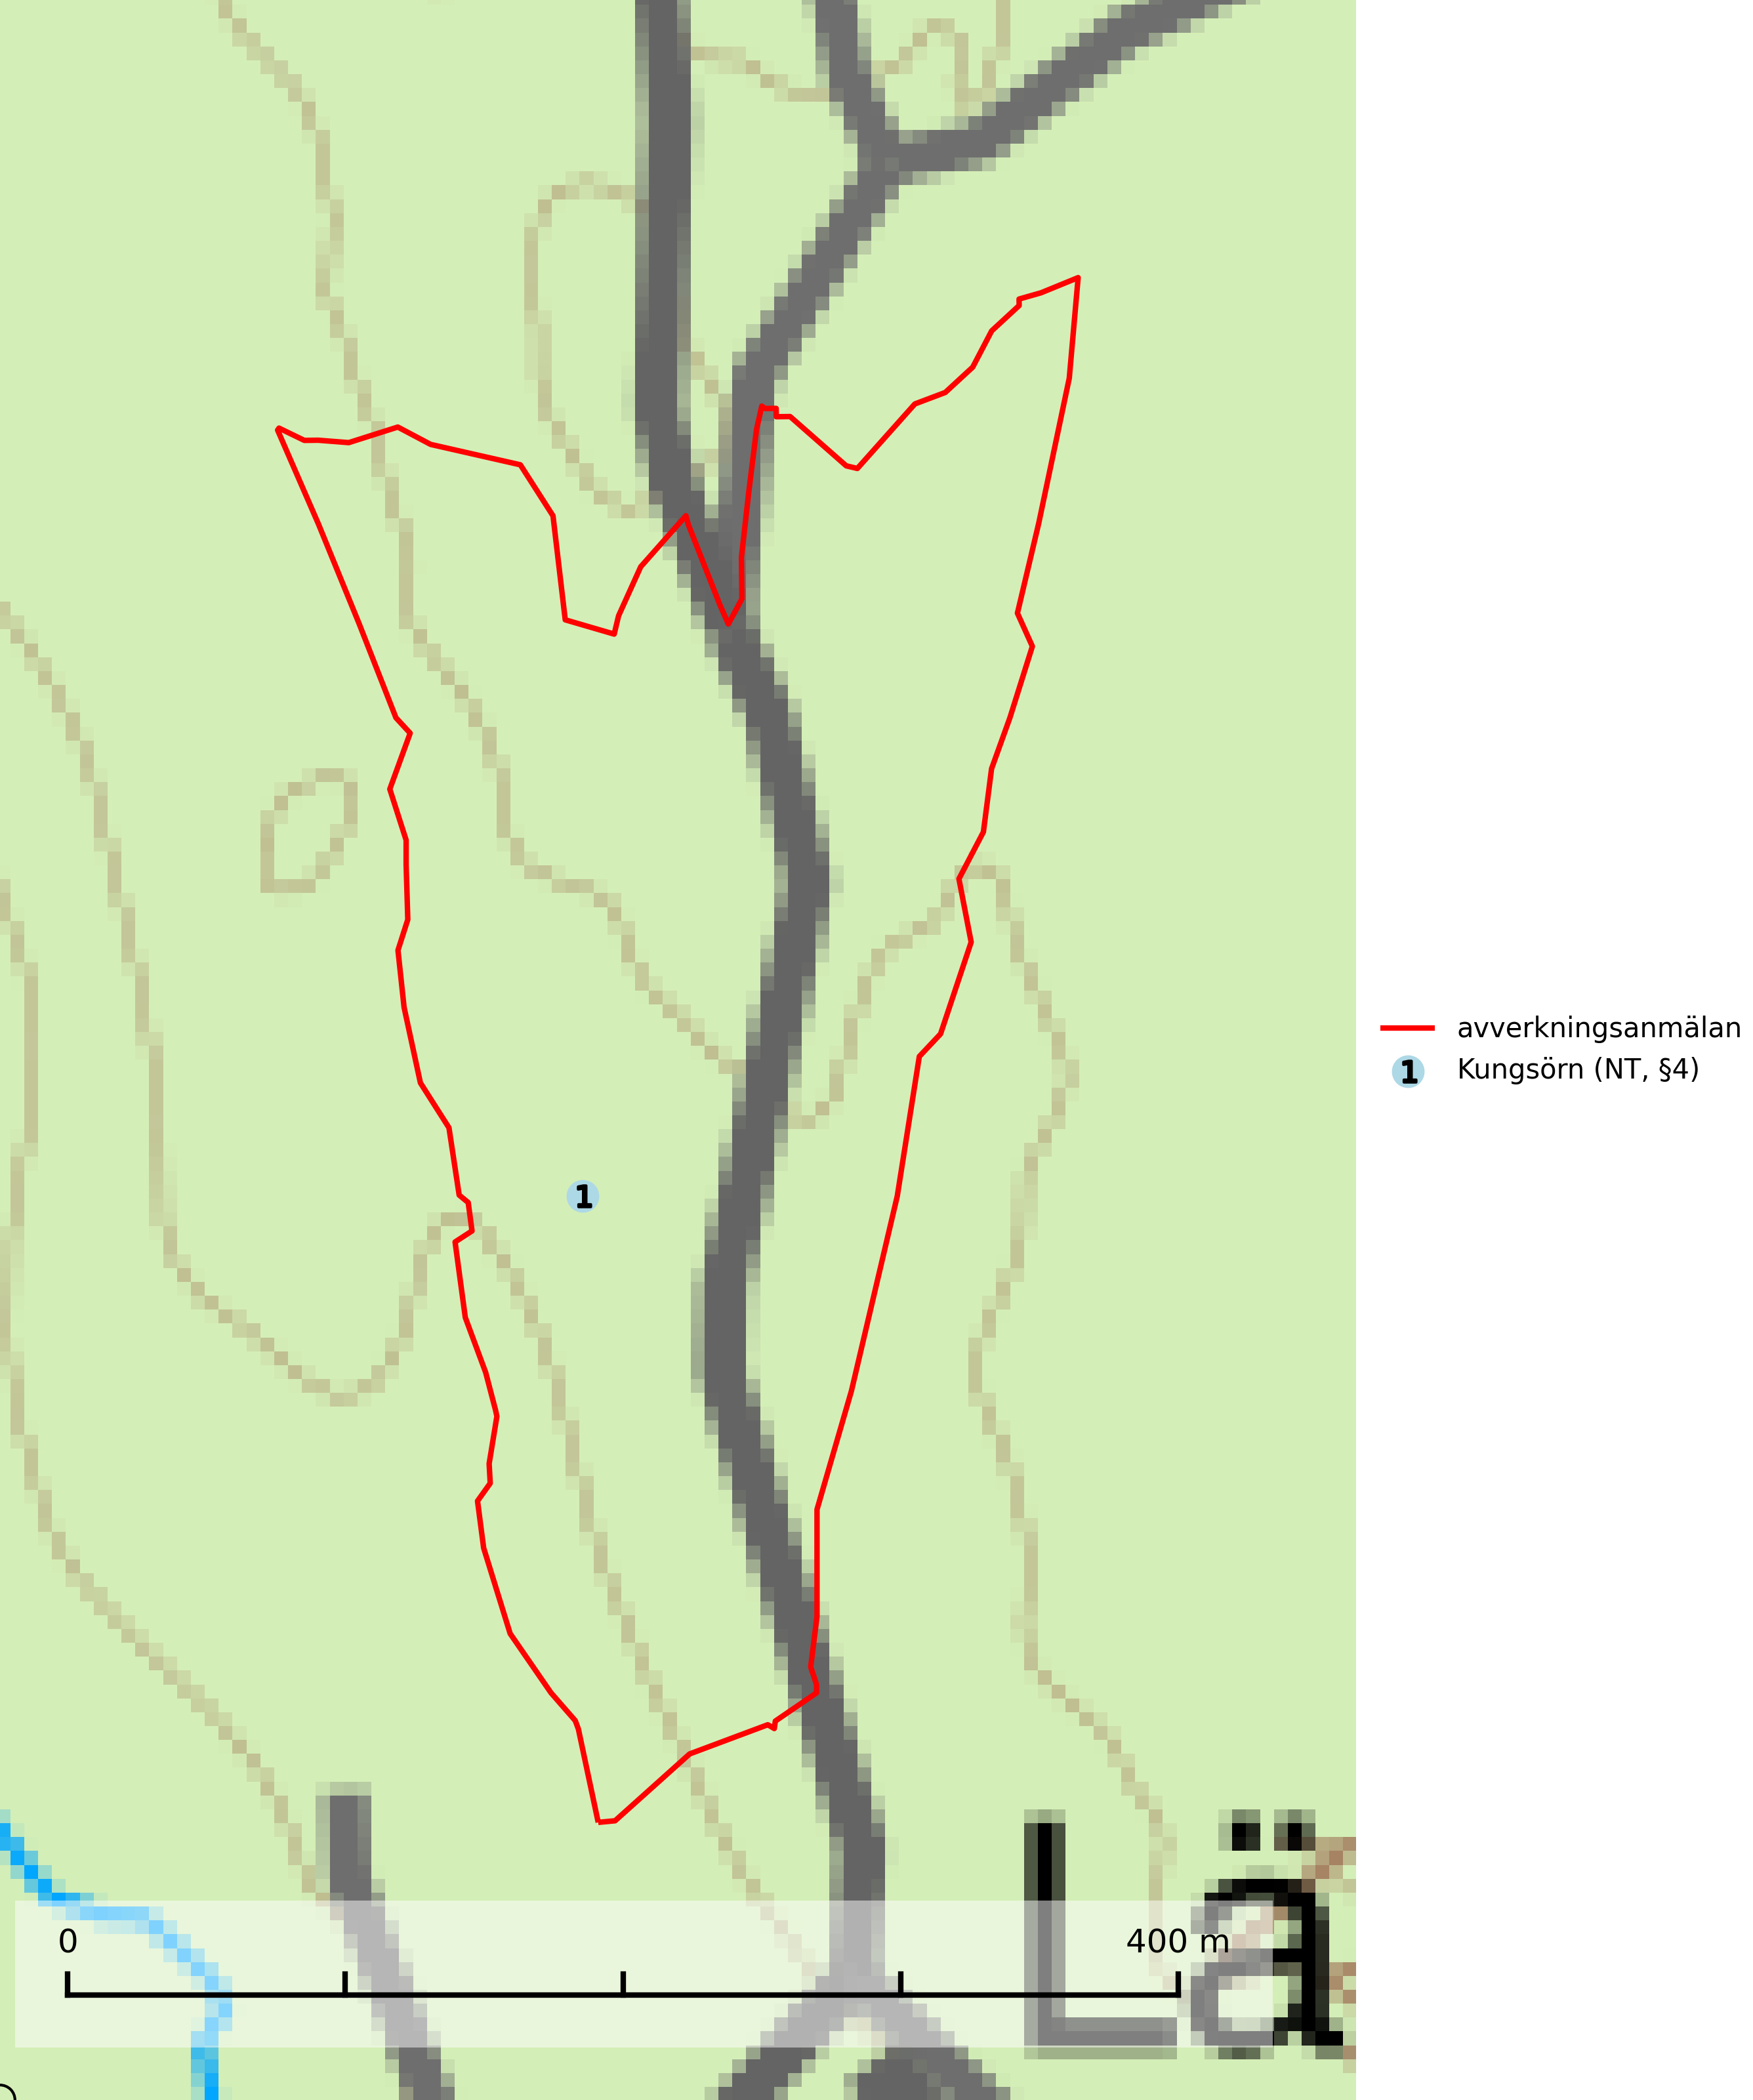 avverkningsanmälan
1 Kungsörn (NT, §4)
1
0 400 m
Lä